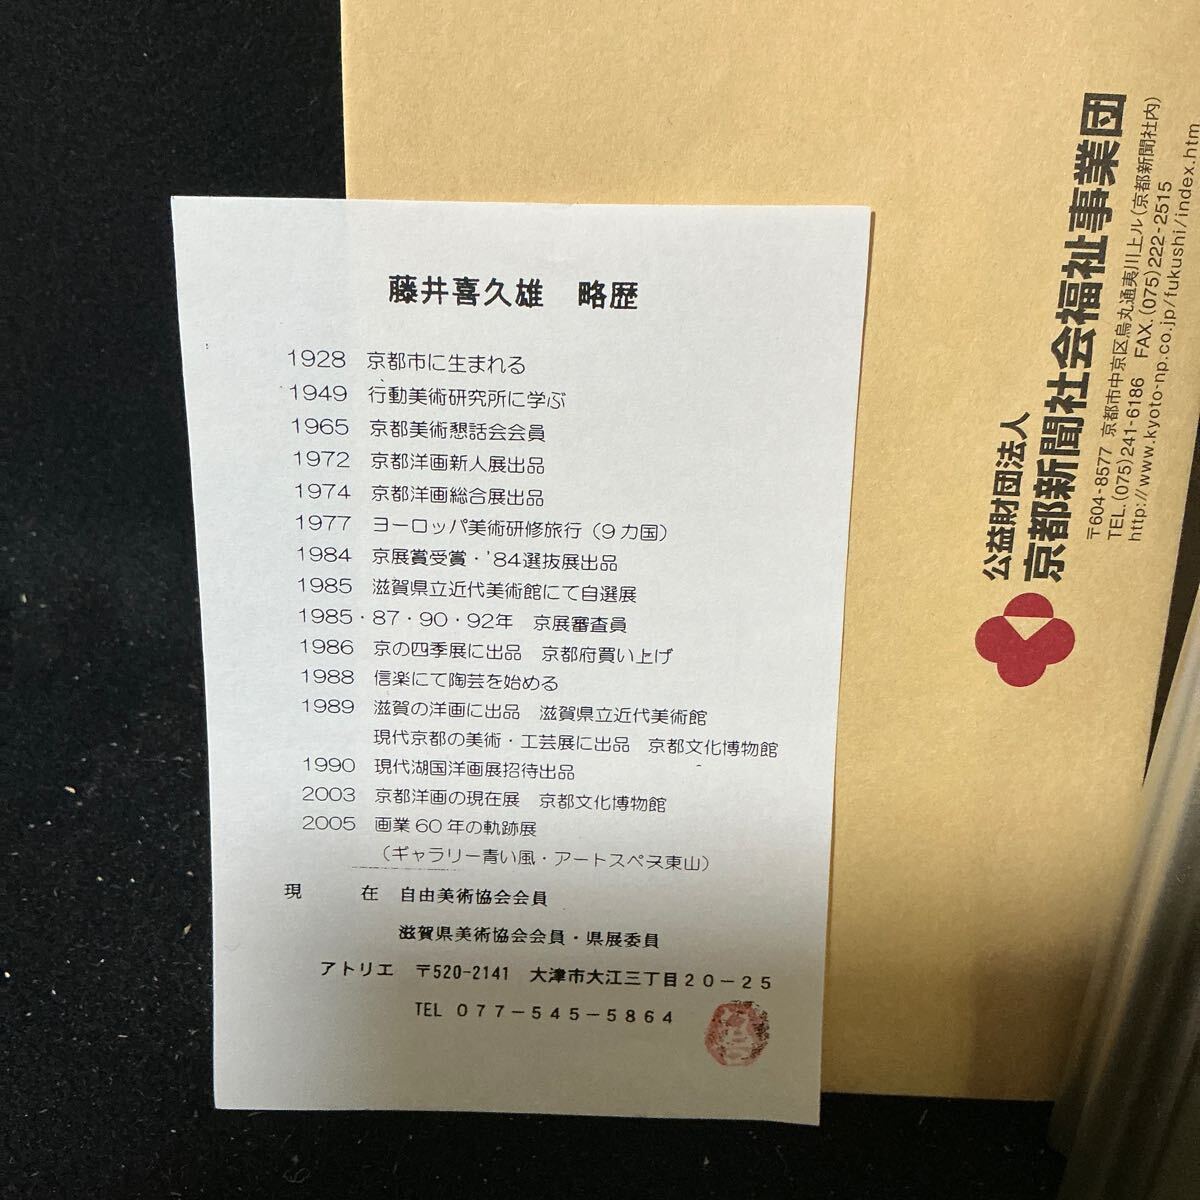 藤井喜久雄 略歴
1928 京都市に生まれる
1949 行動美術研究所に学ぶ
1965 京都美術懇話会会員
1972 京都洋画新人展出品
1974 京都洋画総合展出品
1977 ヨーロッパ美術研修旅行（9カ国）
1984 京展賞受賞・'84選抜展出品
1985 滋賀県立近代美術館にて自選展
1985・87・90・92年 京展審査員
1986 京の四季展に出品 京都府買い上げ
1988 信楽にて陶芸を始める
1989 滋賀の洋画に出品 滋賀県立近代美術館
現代京都の美術・工芸展に出品 京都文化博物館
1990 現代湖国洋画展招待出品
2003 京都洋画の現在展 京都文化博物館
2005 画業60年の軌跡展
（ギャラリー青い風・アートスペース東山）
現 在 自由美術協会会員
滋賀県美術協会会員・県展委員
アトリエ 〒520-2141 大津市大江三丁目20－25
TEL 077－545－5864
公益財団法人
京都新聞社会福祉事業団
〒604-8577 京都市中京区烏丸通夷川上ル(京都新聞社内)
TEL.(075)241-6186 FAX.(075)222-2515
http://www.kyoto-np.co.jp/fukushi/index.htm